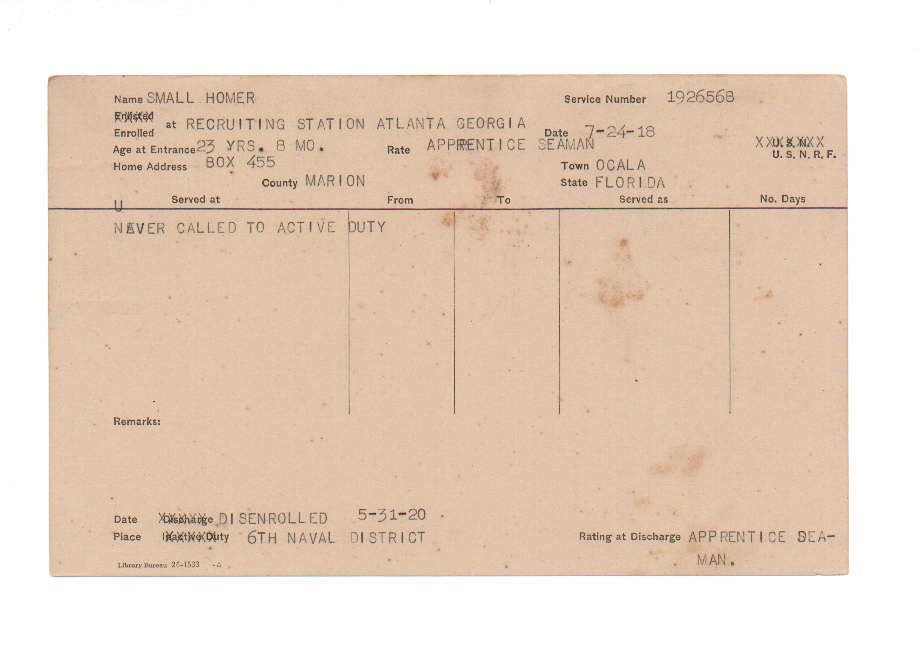 Name SMALL HOMER Service Number 1926568
Enlisted
Enrolled at RECRUITING STATION ATLANTA GEORGIA Date 7-24-18
Age at Entrance 23 YRS. 8 MO. Rate APPRENTICE SEAMAN U.S.N.
U. S. N. R. F.
Home Address BOX 455 Town OCALA
County MARION State FLORIDA
U Served at From To Served as No. Days
NEVER CALLED TO ACTIVE DUTY
Remarks:
Date Discharge DISENROLLED 5-31-20
Place Inactive Duty 6TH NAVAL DISTRICT Rating at Discharge APPRENTICE SEA-
MAN.
Library Bureau 26-1533 -A